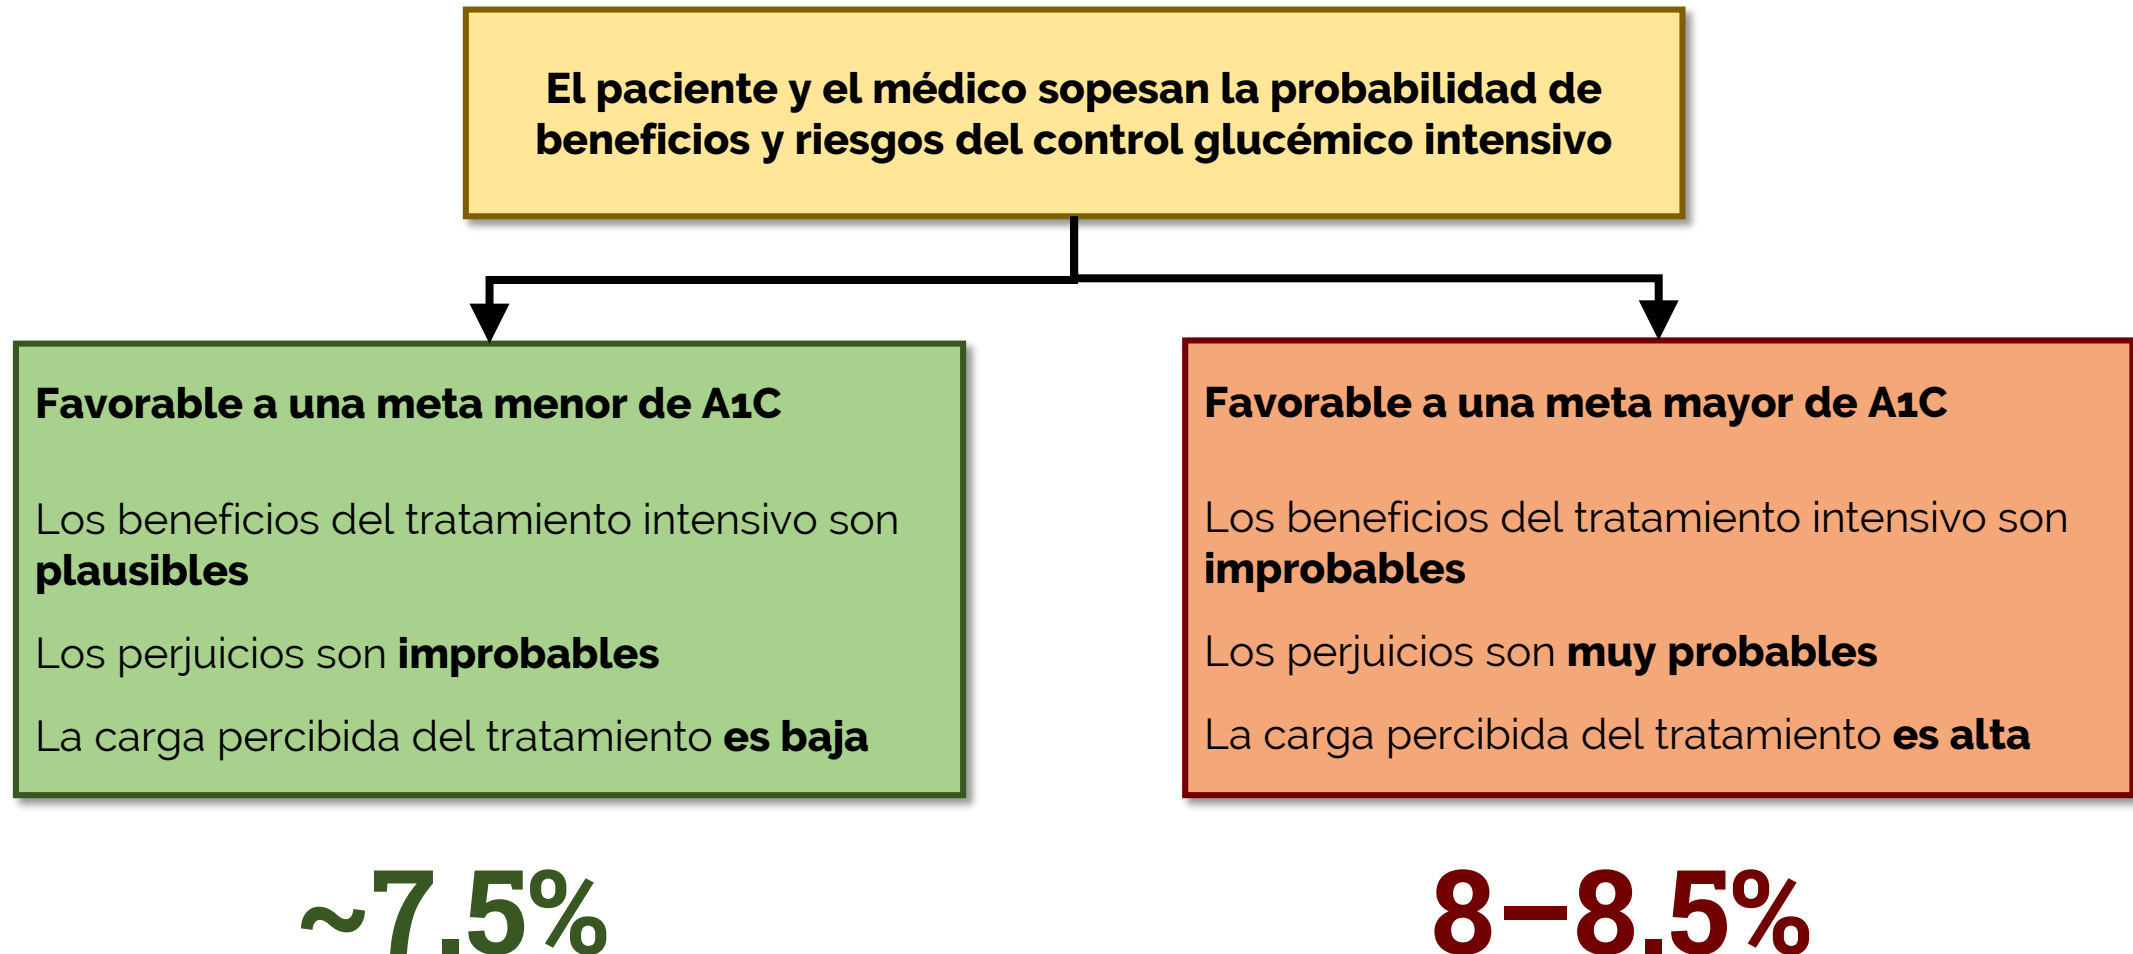 El paciente y el médico sopesan la probabilidad de
beneficios y riesgos del control glucémico intensivo
Favorable a una meta menor de A1C
Los beneficios del tratamiento intensivo son
plausibles
Los perjuicios son improbables
La carga percibida del tratamiento es baja
~7.5%
Favorable a una meta mayor de A1C
Los beneficios del tratamiento intensivo son
improbables
Los perjuicios son muy probables
La carga percibida del tratamiento es alta
8–8.5%